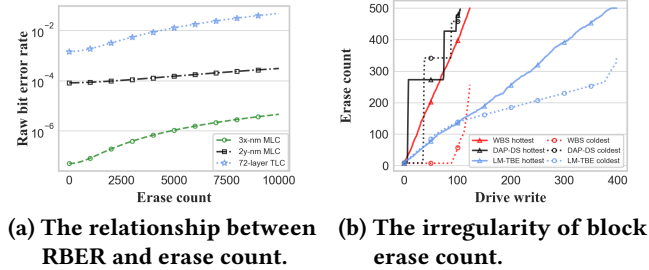 Raw bit error rate
10⁻²
10⁻⁴
10⁻⁶
3x-nm MLC
2y-nm MLC
72-layer TLC
0 2500 5000 7500 10000
Erase count
(a) The relationship between
RBER and erase count.
Erase count
500
400
300
200
100
0
WBS hottest
DAP-DS hottest
LM-TBE hottest
WBS coldest
DAP-DS coldest
LM-TBE coldest
0 100 200 300 400
Drive write
(b) The irregularity of block
erase count.